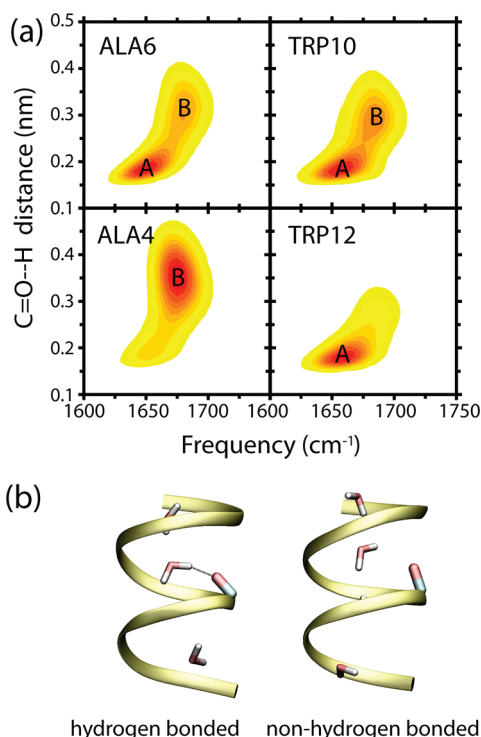 (a)
0.5
ALA6
TRP10
B
B
0.4
0.3
0.2
A
A
0.1
ALA4
TRP12
0.4
B
0.3
0.2
A
0.1
C=O--H distance (nm)
1600 1650 1700 1600 1650 1700 1750
Frequency (cm-1)
(b)
hydrogen bonded non-hydrogen bonded